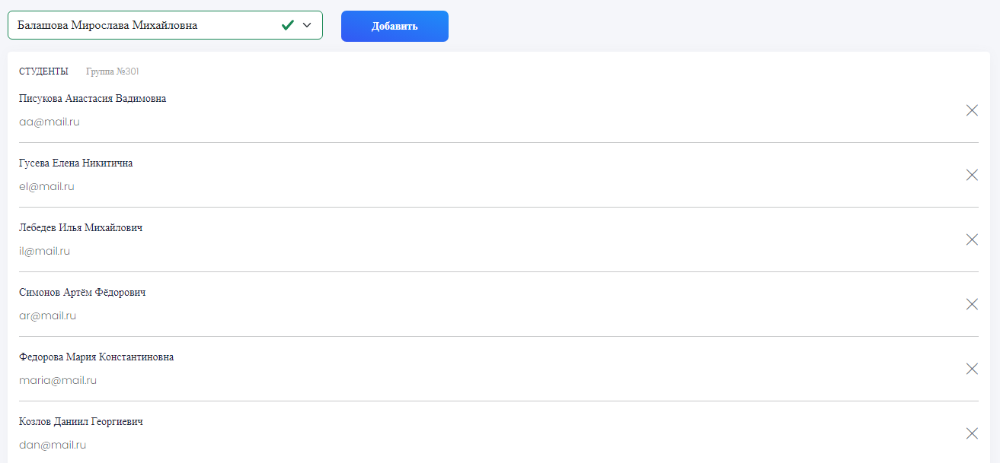 Балашова Мирослава Михайловна
Добавить
СТУДЕНТЫ Группа №301
Писукова Анастасия Вадимовна
aa@mail.ru
Гусева Елена Никитична
el@mail.ru
Лебедев Илья Михайлович
il@mail.ru
Симонов Артём Фёдорович
ar@mail.ru
Федорова Мария Константиновна
maria@mail.ru
Козлов Даниил Георгиевич
dan@mail.ru